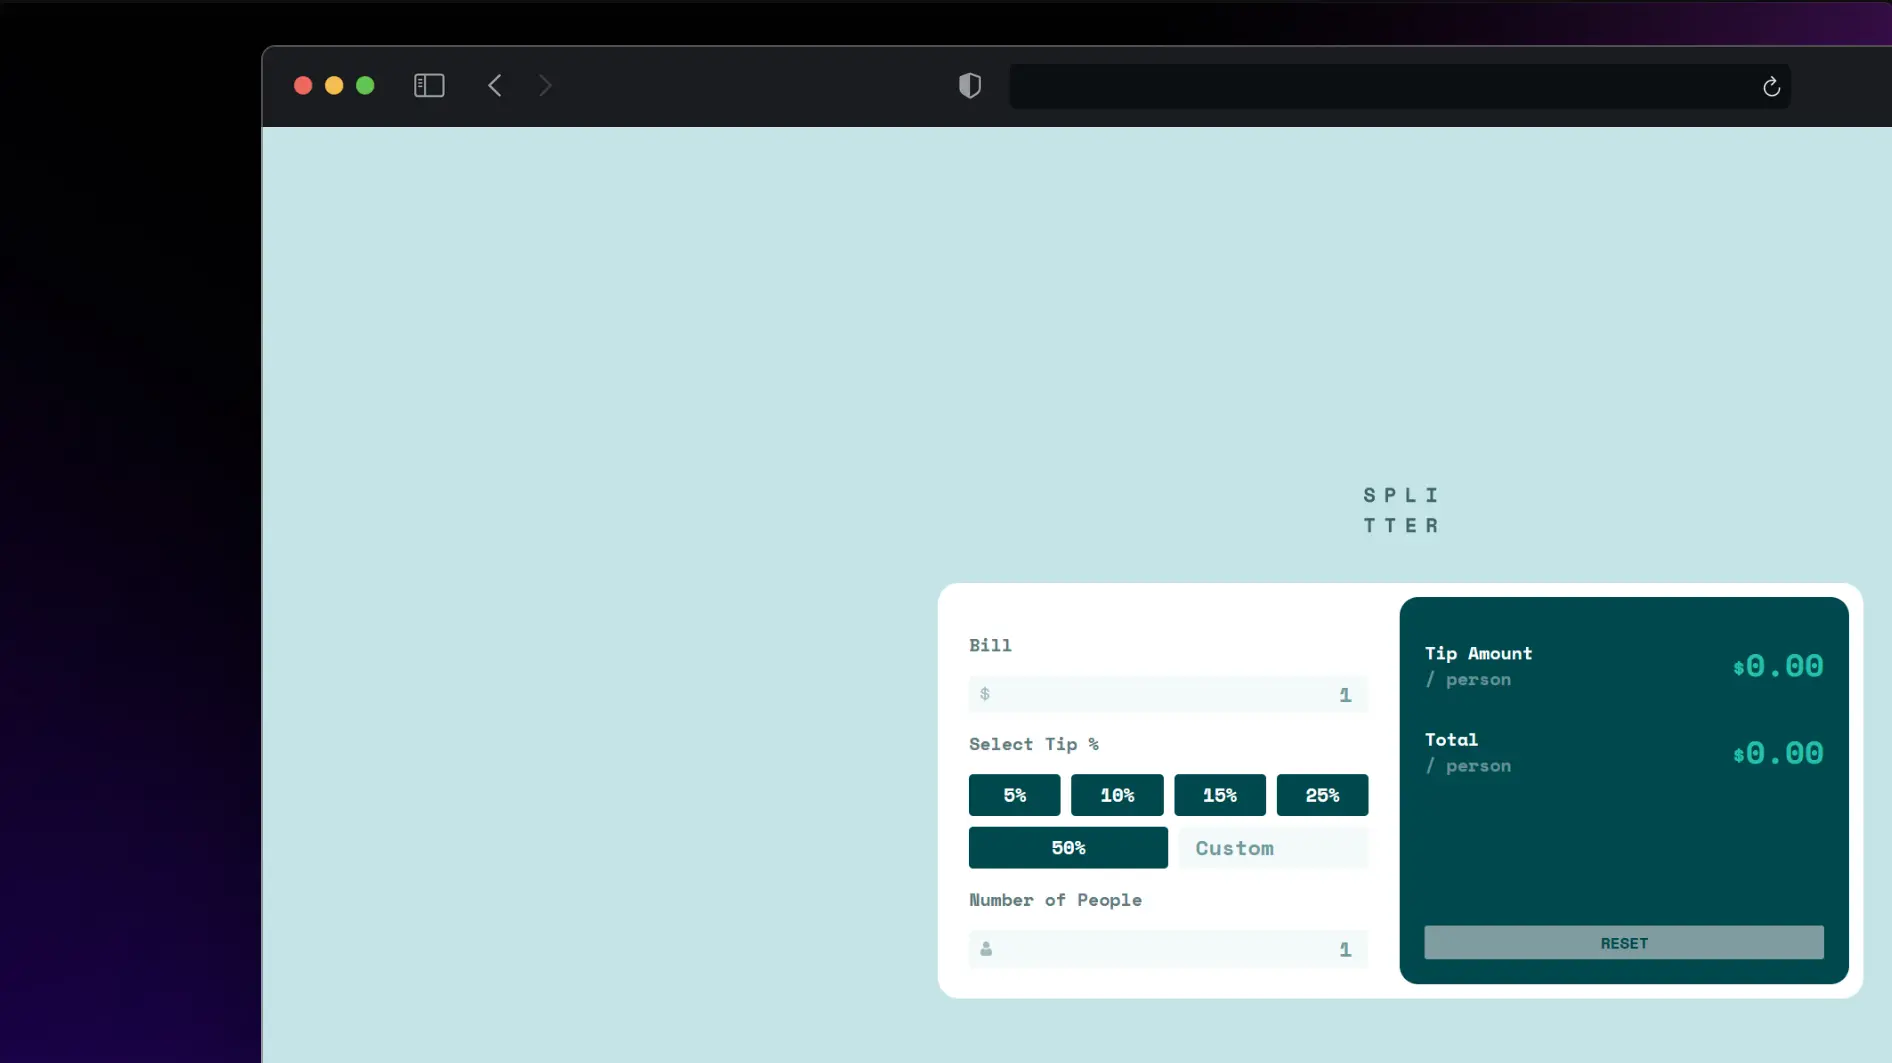 SPLI
TTER
Bill
$ 1
Select Tip %
5% 10% 15% 25%
50% Custom
Number of People
1
Tip Amount
/ person
$0.00
Total
/ person
$0.00
RESET